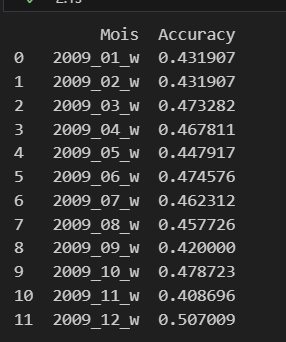 Mois Accuracy
0 2009_01_w 0.431907
1 2009_02_w 0.431907
2 2009_03_w 0.473282
3 2009_04_w 0.467811
4 2009_05_w 0.447917
5 2009_06_w 0.474576
6 2009_07_w 0.462312
7 2009_08_w 0.457726
8 2009_09_w 0.420000
9 2009_10_w 0.478723
10 2009_11_w 0.408696
11 2009_12_w 0.507009